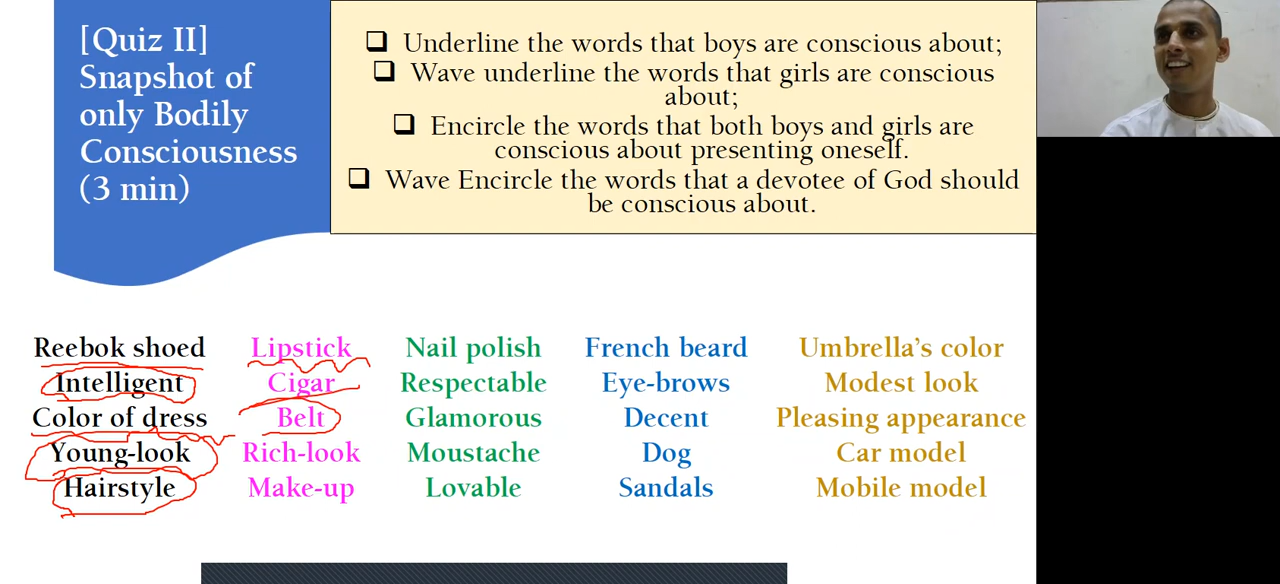 [Quiz II]
Snapshot of
only Bodily
Consciousness
(3 min)
Underline the words that boys are conscious about;
Wave underline the words that girls are conscious
about;
Encircle the words that both boys and girls are
conscious about presenting oneself.
Wave Encircle the words that a devotee of God should
be conscious about.
Reebok shoed Lipstick Nail polish French beard Umbrella's color
Intelligent Cigar Respectable Eye-brows Modest look
Color of dress Belt Glamorous Decent Pleasing appearance
Young-look Rich-look Moustache Dog Car model
Hairstyle Make-up Lovable Sandals Mobile model